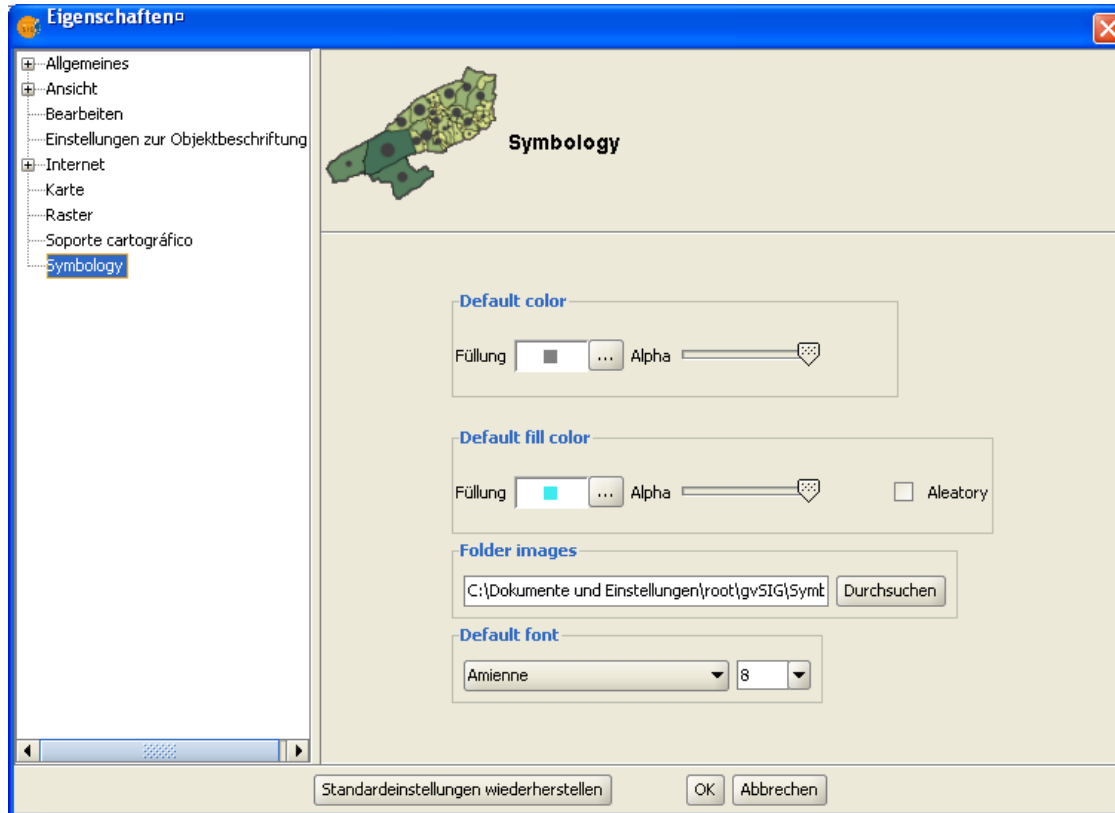 Eigenschaften
Allgemeines
Ansicht
Bearbeiten
Einstellungen zur Objektbeschriftung
Internet
Karte
Raster
Soporte cartográfico
Symbology
Symbology
Default color
Füllung ... Alpha
Default fill color
Füllung ... Alpha Aleatory
Folder images
C:\Dokumente und Einstellungen\root\gvSIG\Symb Durchsuchen
Default font
Amienne 8
Standardeinstellungen wiederherstellen OK Abbrechen